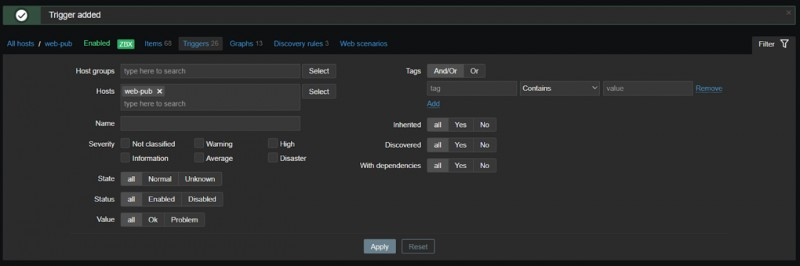 Trigger added
All hosts / web-pub Enabled ZBX Items 68 Triggers 26 Graphs 13 Discovery rules 3 Web scenarios
Filter
Host groups type here to search Select
Hosts web-pub Select
type here to search
Name
Severity Not classified Warning High
Information Average Disaster
State all Normal Unknown
Status all Enabled Disabled
Value all Ok Problem
Tags And/Or Or
tag Contains value Remove
Add
Inherited all Yes No
Discovered all Yes No
With dependencies all Yes No
Apply Reset